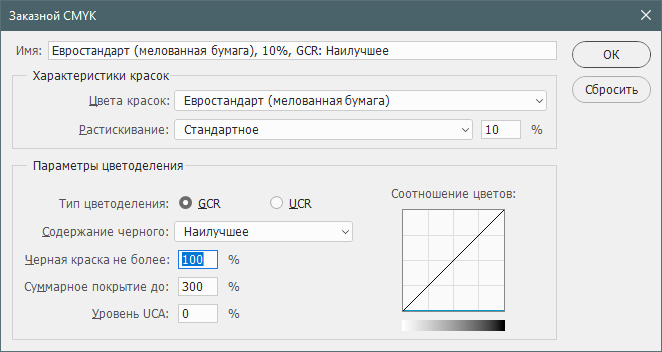 Заказной CMYK
Имя: Евростандарт (мелованная бумага), 10%, GCR: Наилучшее
OK
Сбросить
Характеристики красок
Цвета красок: Евростандарт (мелованная бумага)
Растискивание: Стандартное 10 %
Параметры цветоделения
Тип цветоделения: GCR UCR
Содержание черного: Наилучшее
Черная краска не более: 100 %
Суммарное покрытие до: 300 %
Уровень UCA: 0 %
Соотношение цветов: